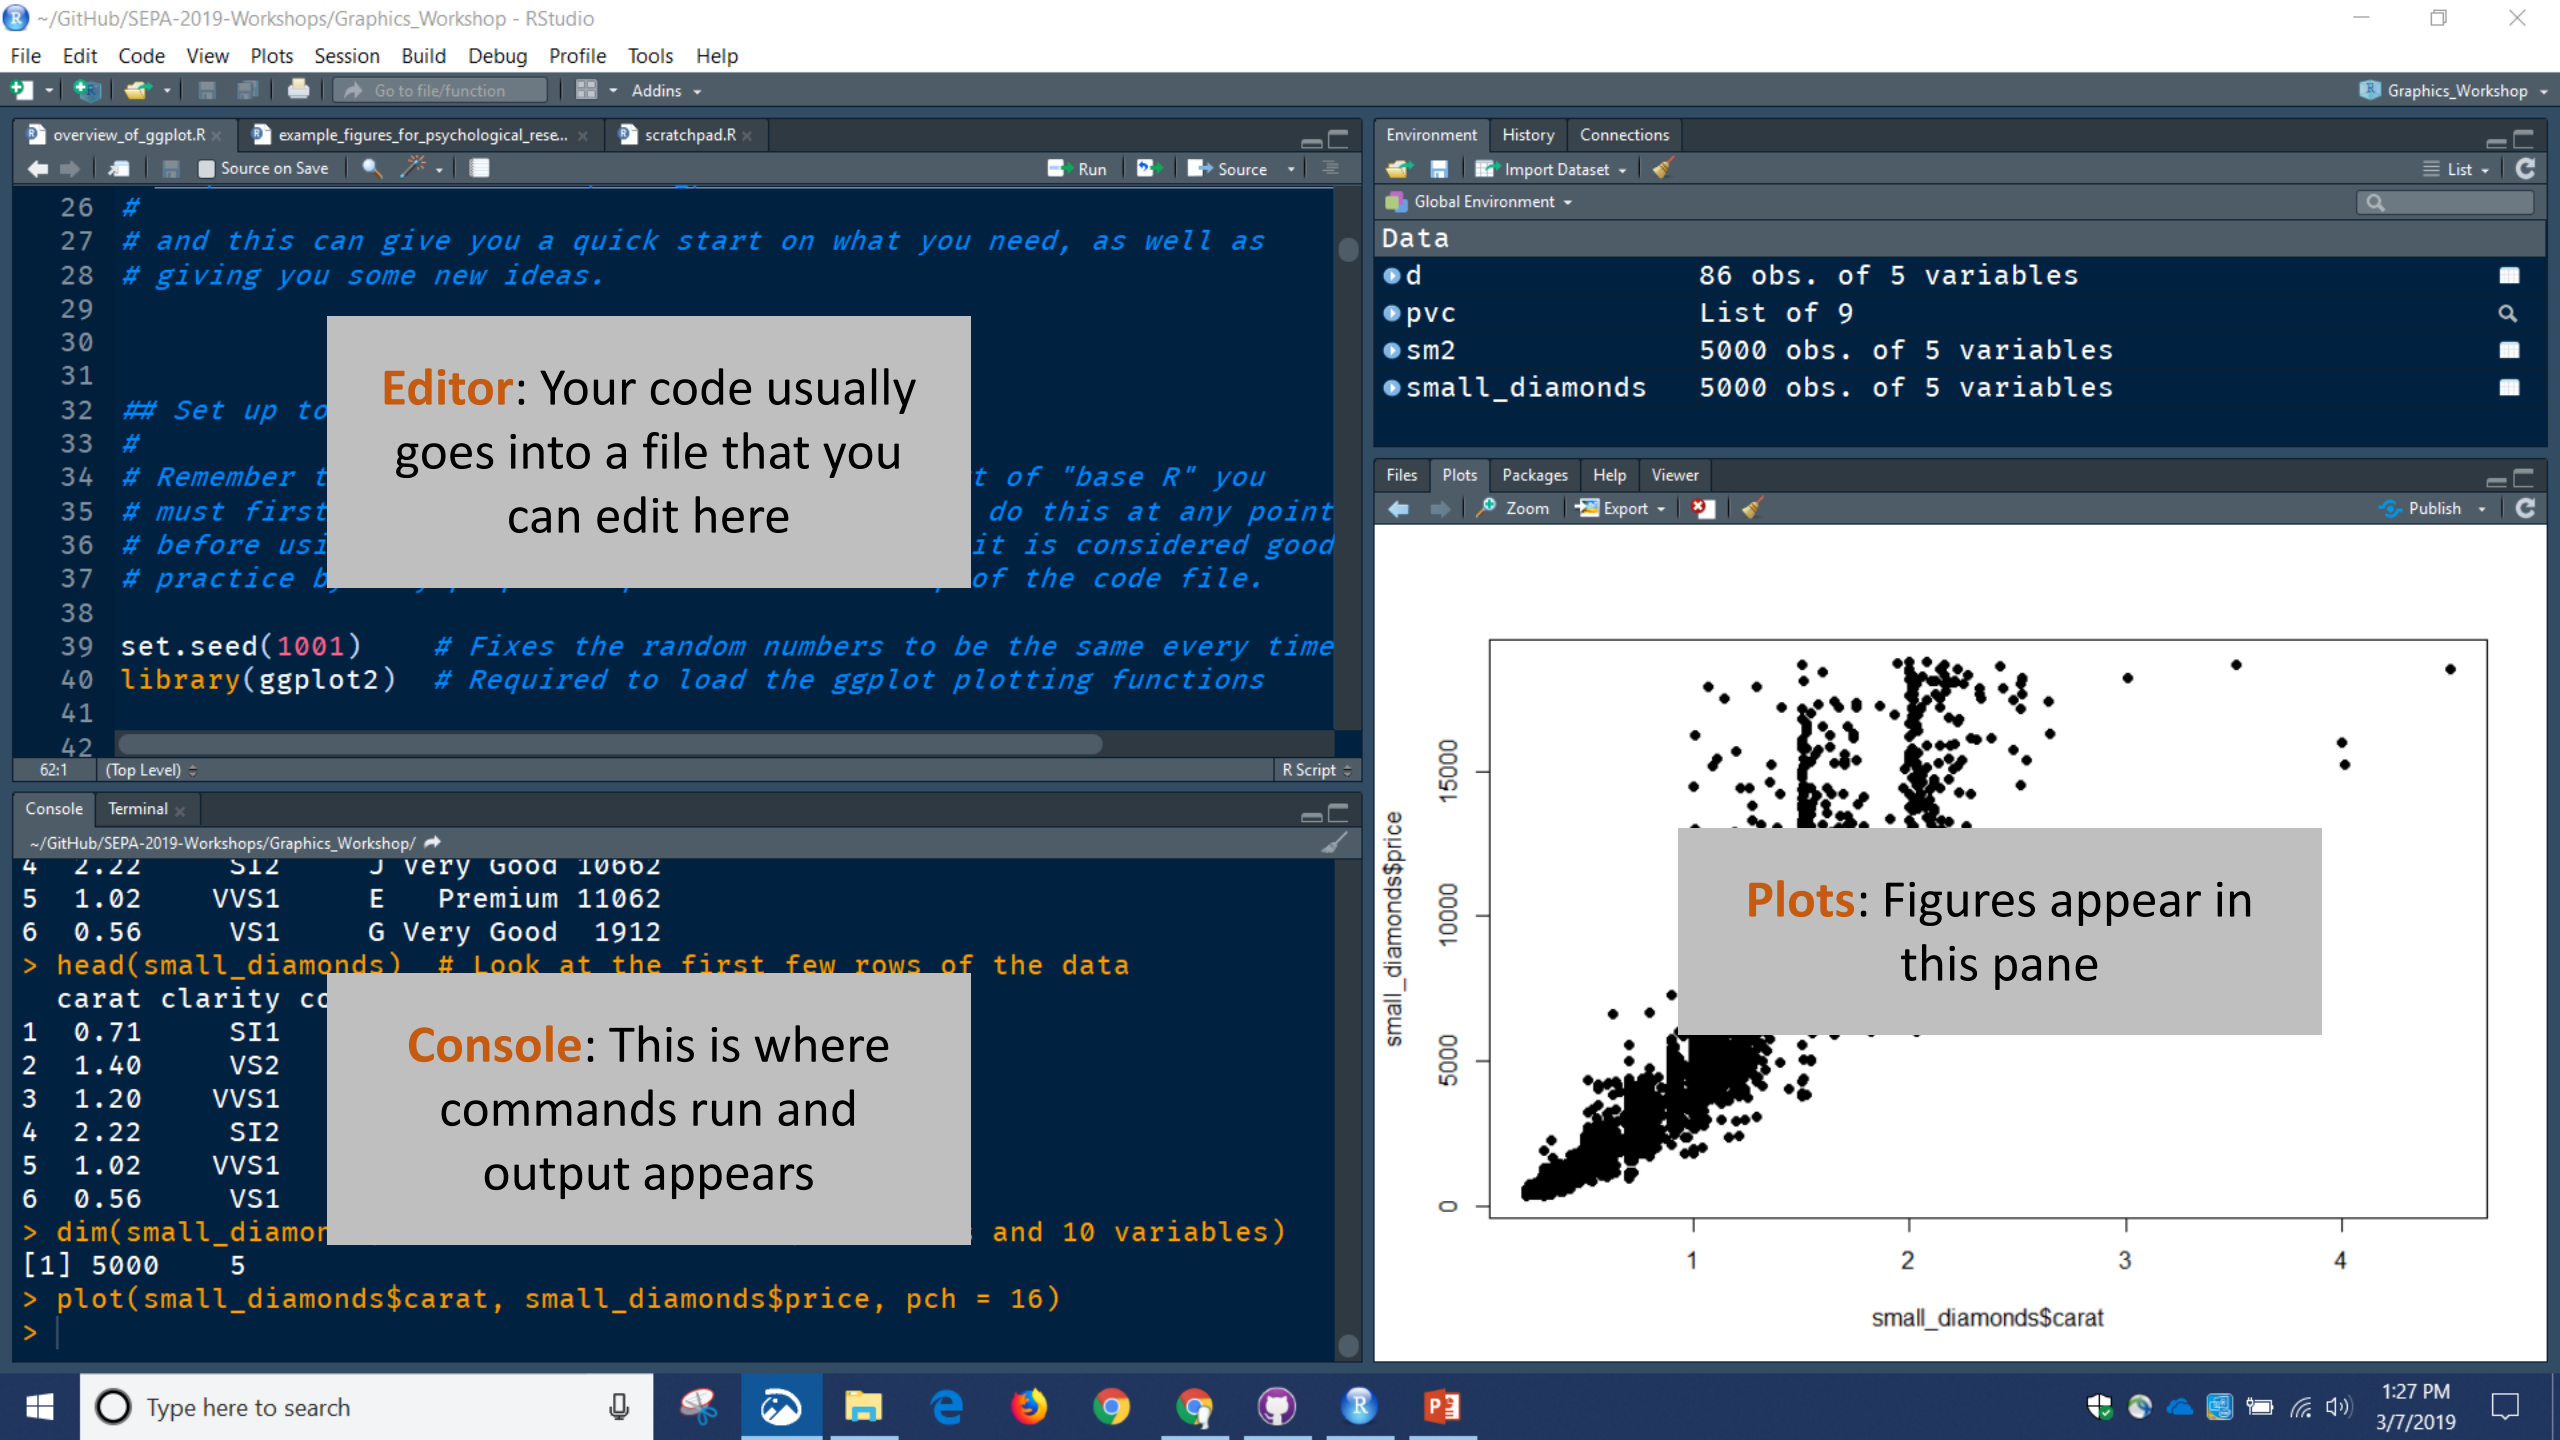 ~/GitHub/SEPA-2019-Workshops/Graphics_Workshop - RStudio
File Edit Code View Plots Session Build Debug Profile Tools Help
Go to file/function Addins Graphics_Workshop
overview_of_ggplot.R example_figures_for_psychological_rese... scratchpad.R
Source on Save Run Source
26 #
27 # and this can give you a quick start on what you need, as well as
28 # giving you some new ideas.
29
30
31
32 ## Set up to
33 #
34 # Remember t of "base R" you
35 # must first do this at any point
36 # before usi it is considered good
37 # practice of the code file.
38
39 set.seed(1001) # Fixes the random numbers to be the same every time
40 library(ggplot2) # Required to load the ggplot plotting functions
41
42
Editor: Your code usually
goes into a file that you
can edit here
62:1 (Top Level) R Script
Console Terminal
~/GitHub/SEPA-2019-Workshops/Graphics_Workshop/
4 2.22 SI2 J Very Good 10662
5 1.02 VVS1 E Premium 11062
6 0.56 VS1 G Very Good 1912
> head(small_diamonds) # Look at the first few rows of the data
carat clarity co
1 0.71 SI1
2 1.40 VS2
3 1.20 VVS1
4 2.22 SI2
5 1.02 VVS1
6 0.56 VS1
> dim(small_diamon and 10 variables)
[1] 5000 5
> plot(small_diamonds$carat, small_diamonds$price, pch = 16)
>
Console: This is where
commands run and
output appears
Environment History Connections
Import Dataset List
Global Environment
Data
d 86 obs. of 5 variables
pvc List of 9
sm2 5000 obs. of 5 variables
small_diamonds 5000 obs. of 5 variables
Files Plots Packages Help Viewer
Zoom Export Publish
small_diamonds$price
15000
10000
5000
0
Plots: Figures appear in
this pane
1 2 3 4
small_diamonds$carat
Type here to search
1:27 PM
3/7/2019